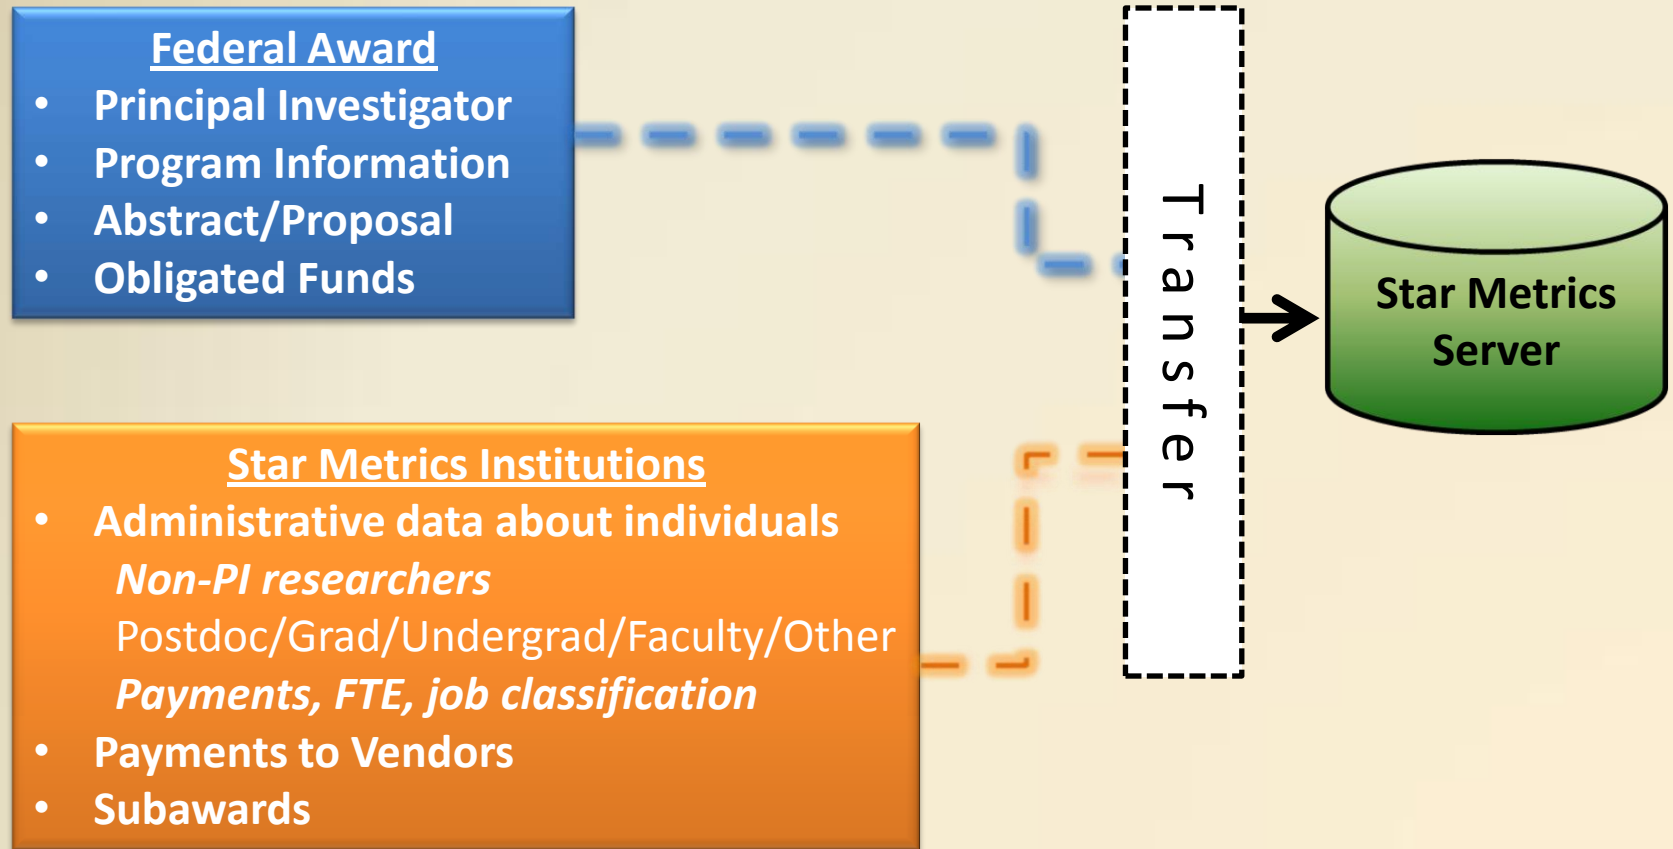 Federal Award
• Principal Investigator
• Program Information
• Abstract/Proposal
• Obligated Funds
Star Metrics Institutions
• Administrative data about individuals
Non-PI researchers
Postdoc/Grad/Undergrad/Faculty/Other
Payments, FTE, job classification
• Payments to Vendors
• Subawards
Transfer
Star Metrics
Server